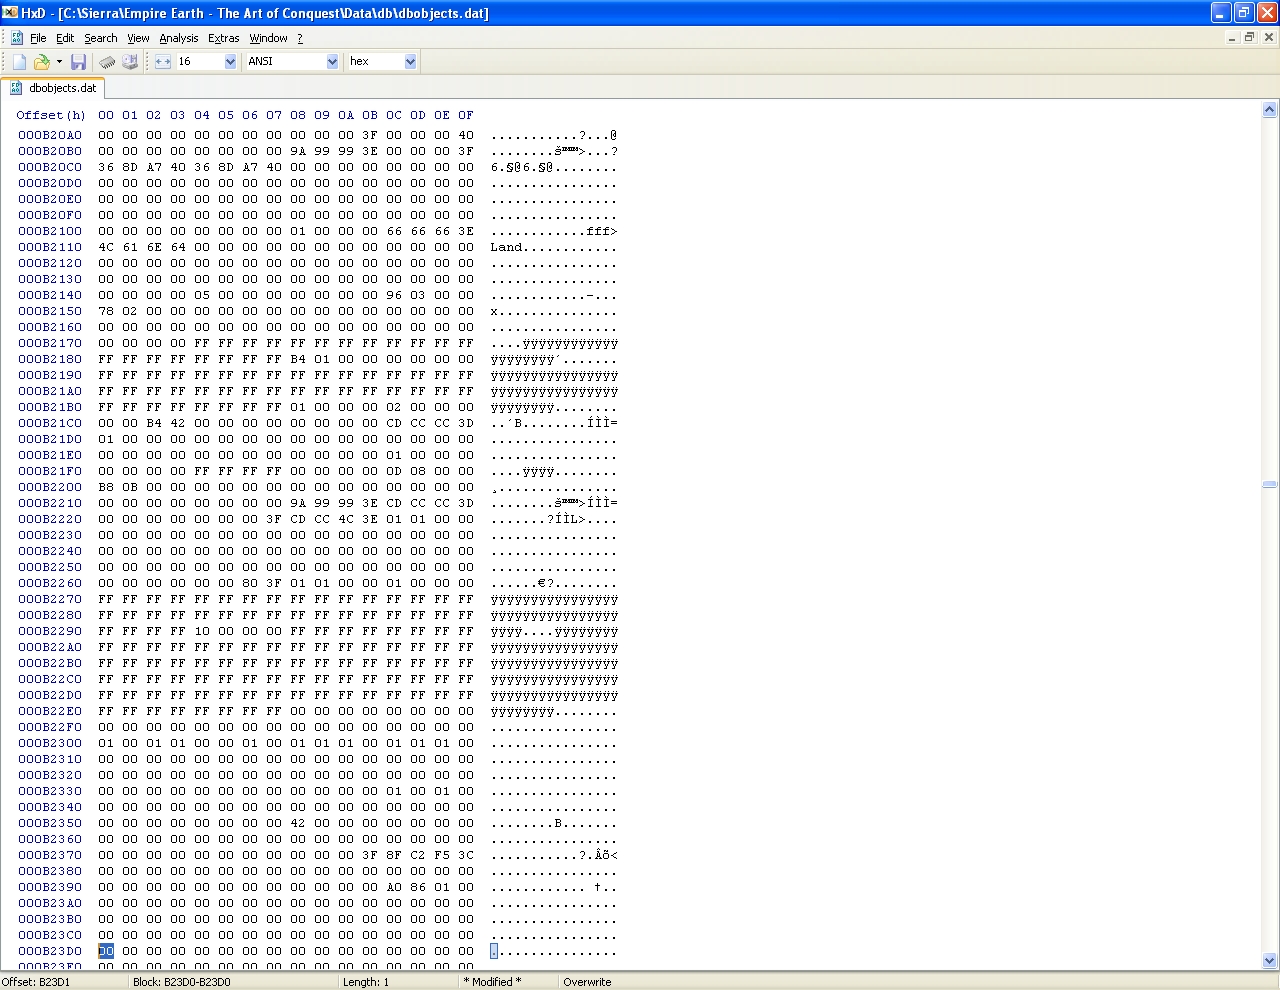 HxD - [C:\Sierra\Empire Earth - The Art of Conquest\Data\db\dbobjects.dat]
File Edit Search View Analysis Extras Window ?
16 ANSI hex
dbobjects.dat
Offset(h) 00 01 02 03 04 05 06 07 08 09 0A 0B 0C 0D 0E 0F
000B20A0 00 00 00 00 00 00 00 00 00 00 00 3F 00 00 00 40 ...........?...@
000B20B0 00 00 00 00 00 00 00 00 9A 99 99 3E 00 00 00 3F ........š™™>...?
000B20C0 36 8D A7 40 36 8D A7 40 00 00 00 00 00 00 00 00 6.§@6.§@........
000B20D0 00 00 00 00 00 00 00 00 00 00 00 00 00 00 00 00 ................
000B20E0 00 00 00 00 00 00 00 00 00 00 00 00 00 00 00 00 ................
000B20F0 00 00 00 00 00 00 00 00 00 00 00 00 00 00 00 00 ................
000B2100 00 00 00 00 00 00 00 00 01 00 00 00 66 66 66 3E ............fff>
000B2110 4C 61 6E 64 00 00 00 00 00 00 00 00 00 00 00 00 Land............
000B2120 00 00 00 00 00 00 00 00 00 00 00 00 00 00 00 00 ................
000B2130 00 00 00 00 00 00 00 00 00 00 00 00 00 00 00 00 ................
000B2140 00 00 00 00 05 00 00 00 00 00 00 00 96 03 00 00 ............–...
000B2150 78 02 00 00 00 00 00 00 00 00 00 00 00 00 00 00 x...............
000B2160 00 00 00 00 00 00 00 00 00 00 00 00 00 00 00 00 ................
000B2170 00 00 00 00 FF FF FF FF FF FF FF FF FF FF FF FF ....ÿÿÿÿÿÿÿÿÿÿÿÿ
000B2180 FF FF FF FF FF FF FF FF B4 01 00 00 00 00 00 00 ÿÿÿÿÿÿÿÿ´.......
000B2190 FF FF FF FF FF FF FF FF FF FF FF FF FF FF FF FF ÿÿÿÿÿÿÿÿÿÿÿÿÿÿÿÿ
000B21A0 FF FF FF FF FF FF FF FF FF FF FF FF FF FF FF FF ÿÿÿÿÿÿÿÿÿÿÿÿÿÿÿÿ
000B21B0 FF FF FF FF FF FF FF FF 01 00 00 00 02 00 00 00 ÿÿÿÿÿÿÿÿ........
000B21C0 00 00 B4 42 00 00 00 00 00 00 00 00 CD CC CC 3D ..´B........ÍÌÌ=
000B21D0 01 00 00 00 00 00 00 00 00 00 00 00 00 00 00 00 ................
000B21E0 00 00 00 00 00 00 00 00 00 00 00 00 01 00 00 00 ................
000B21F0 00 00 00 00 FF FF FF FF 00 00 00 00 0D 08 00 00 ....ÿÿÿÿ........
000B2200 B8 0B 00 00 00 00 00 00 00 00 00 00 00 00 00 00 ¸...............
000B2210 00 00 00 00 00 00 00 00 9A 99 99 3E CD CC CC 3D ........š™™>ÍÌÌ=
000B2220 00 00 00 00 00 00 00 3F CD CC 4C 3E 01 01 00 00 .......?ÍÌL>....
000B2230 00 00 00 00 00 00 00 00 00 00 00 00 00 00 00 00 ................
000B2240 00 00 00 00 00 00 00 00 00 00 00 00 00 00 00 00 ................
000B2250 00 00 00 00 00 00 00 00 00 00 00 00 00 00 00 00 ................
000B2260 00 00 00 00 00 00 80 3F 01 01 00 00 01 00 00 00 ......€?........
000B2270 FF FF FF FF FF FF FF FF FF FF FF FF FF FF FF FF ÿÿÿÿÿÿÿÿÿÿÿÿÿÿÿÿ
000B2280 FF FF FF FF FF FF FF FF FF FF FF FF FF FF FF FF ÿÿÿÿÿÿÿÿÿÿÿÿÿÿÿÿ
000B2290 FF FF FF FF 10 00 00 00 FF FF FF FF FF FF FF FF ÿÿÿÿ....ÿÿÿÿÿÿÿÿ
000B22A0 FF FF FF FF FF FF FF FF FF FF FF FF FF FF FF FF ÿÿÿÿÿÿÿÿÿÿÿÿÿÿÿÿ
000B22B0 FF FF FF FF FF FF FF FF FF FF FF FF FF FF FF FF ÿÿÿÿÿÿÿÿÿÿÿÿÿÿÿÿ
000B22C0 FF FF FF FF FF FF FF FF FF FF FF FF FF FF FF FF ÿÿÿÿÿÿÿÿÿÿÿÿÿÿÿÿ
000B22D0 FF FF FF FF FF FF FF FF FF FF FF FF FF FF FF FF ÿÿÿÿÿÿÿÿÿÿÿÿÿÿÿÿ
000B22E0 FF FF FF FF FF FF FF FF 00 00 00 00 00 00 00 00 ÿÿÿÿÿÿÿÿ........
000B22F0 00 00 00 00 00 00 00 00 00 00 00 00 00 00 00 00 ................
000B2300 01 00 01 01 00 00 01 00 01 01 01 00 01 01 01 00 ................
000B2310 00 00 00 00 00 00 00 00 00 00 00 00 00 00 00 00 ................
000B2320 00 00 00 00 00 00 00 00 00 00 00 00 00 00 00 00 ................
000B2330 00 00 00 00 00 00 00 00 00 00 00 00 01 00 01 00 ................
000B2340 00 00 00 00 00 00 00 00 00 00 00 00 00 00 00 00 ................
000B2350 00 00 00 00 00 00 00 00 42 00 00 00 00 00 00 00 ........B.......
000B2360 00 00 00 00 00 00 00 00 00 00 00 00 00 00 00 00 ................
000B2370 00 00 00 00 00 00 00 00 00 00 00 3F 8F C2 F5 3C ...........?.Âõ<
000B2380 00 00 00 00 00 00 00 00 00 00 00 00 00 00 00 00 ................
000B2390 00 00 00 00 00 00 00 00 00 00 00 00 A0 86 01 00 ............ †..
000B23A0 00 00 00 00 00 00 00 00 00 00 00 00 00 00 00 00 ................
000B23B0 00 00 00 00 00 00 00 00 00 00 00 00 00 00 00 00 ................
000B23C0 00 00 00 00 00 00 00 00 00 00 00 00 00 00 00 00 ................
000B23D0 00 00 00 00 00 00 00 00 00 00 00 00 00 00 00 00 ................
000B23E0 00 00 00 00 00 00 00 00 00 00 00 00 00 00 00 00
Offset: B23D1 Block: B23D0-B23D0 Length: 1 * Modified * Overwrite